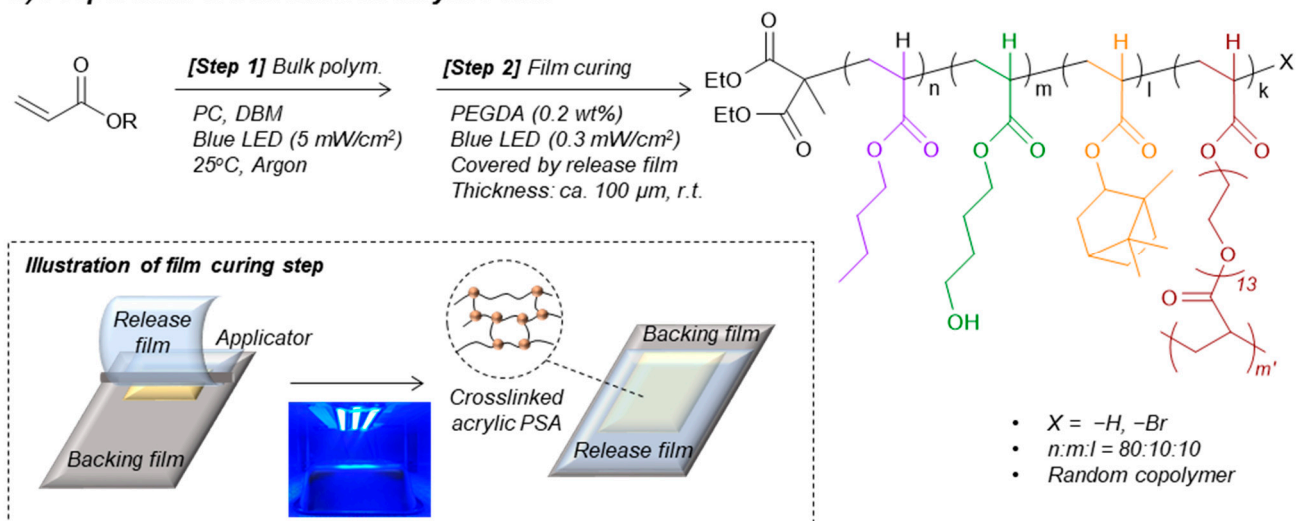 [Step 1] Bulk polym.
PC, DBM
Blue LED (5 mW/cm²)
25°C, Argon
[Step 2] Film curing
PEGDA (0.2 wt%)
Blue LED (0.3 mW/cm²)
Covered by release film
Thickness: ca. 100 μm, r.t.
O
OR
O
EtO
EtO
O
H
n
O
O
H
m
O
O
OH
H
l
O
O
H
k
X
O
O
O
13
O
m'
Illustration of film curing step
Release
film
Applicator
Backing film
Crosslinked
acrylic PSA
Backing film
Release film
• X = −H, −Br
• n:m:l = 80:10:10
• Random copolymer